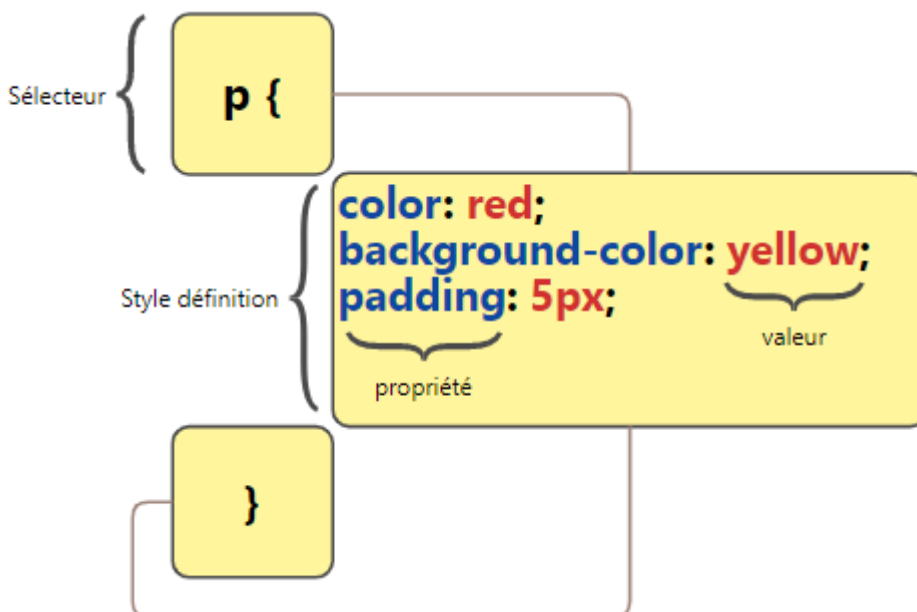 Sélecteur
p {
Style définition
color: red;
background-color: yellow;
padding: 5px;
valeur
propriété
}